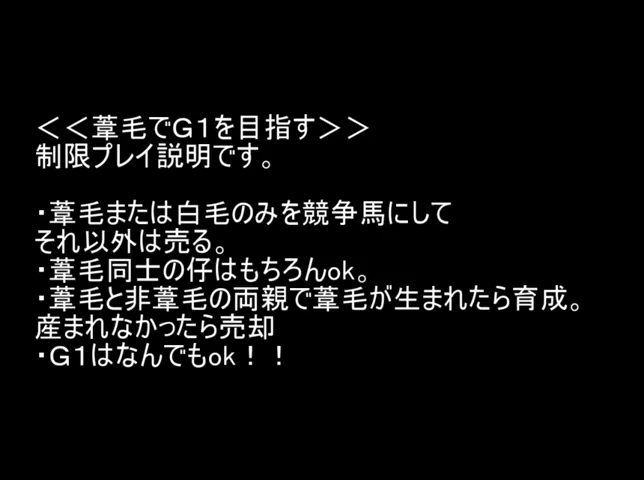 ＜＜葦毛でG１を目指す＞＞
制限プレイ説明です。
・葦毛または白毛のみを競争馬にして
それ以外は売る。
・葦毛同士の仔はもちろんok。
・葦毛と非葦毛の両親で葦毛が生まれたら育成。
産まれなかったら売却
・G１はなんでもok！！